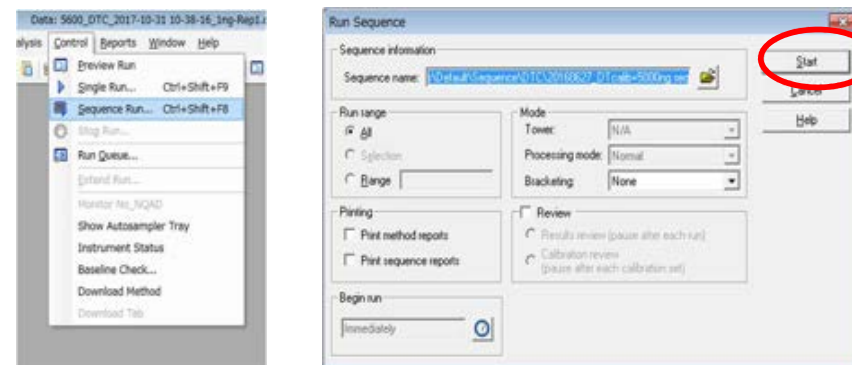 Data: 5600_DTC_2017-10-31 10-38-16_1ng-Rep1.
alysis Control Reports Window Help
Preview Run
Single Run... Ctrl+Shift+F9
Sequence Run... Ctrl+Shift+F8
Stop Run...
Run Queue...
Extend Run...
Monitor No_NQAD
Show Autosampler Tray
Instrument Status
Baseline Check...
Download Method
Download Tab
Run Sequence
Sequence information
Sequence name:
Start
Cancel
Help
Run range
All
Selection
Range
Mode
Tower: N/A
Processing mode: Normal
Bracketing: None
Printing
Print method reports
Print sequence reports
Review
Results review (pause after each run)
Calibration review
(pause after each calibration set)
Begin run
Immediately